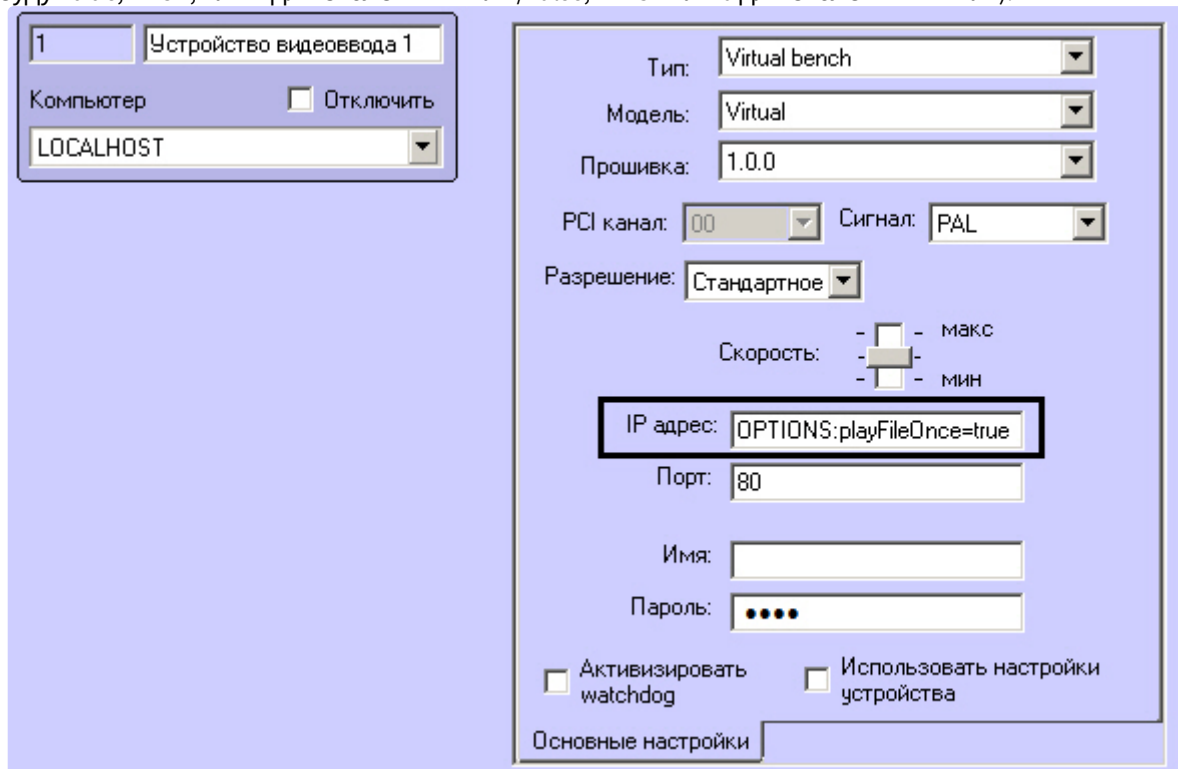 1 Устройство видеоввода 1
Компьютер Отключить
LOCALHOST
Тип: Virtual bench
Модель: Virtual
Прошивка: 1.0.0
PCI канал: 00 Сигнал: PAL
Разрешение: Стандартное
- - макс
Скорость: - -
- - мин
IP адрес: OPTIONS:playFileOnce=true
Порт: 80
Имя:
Пароль: ••••
Активизировать watchdog
Использовать настройки устройства
Основные настройки